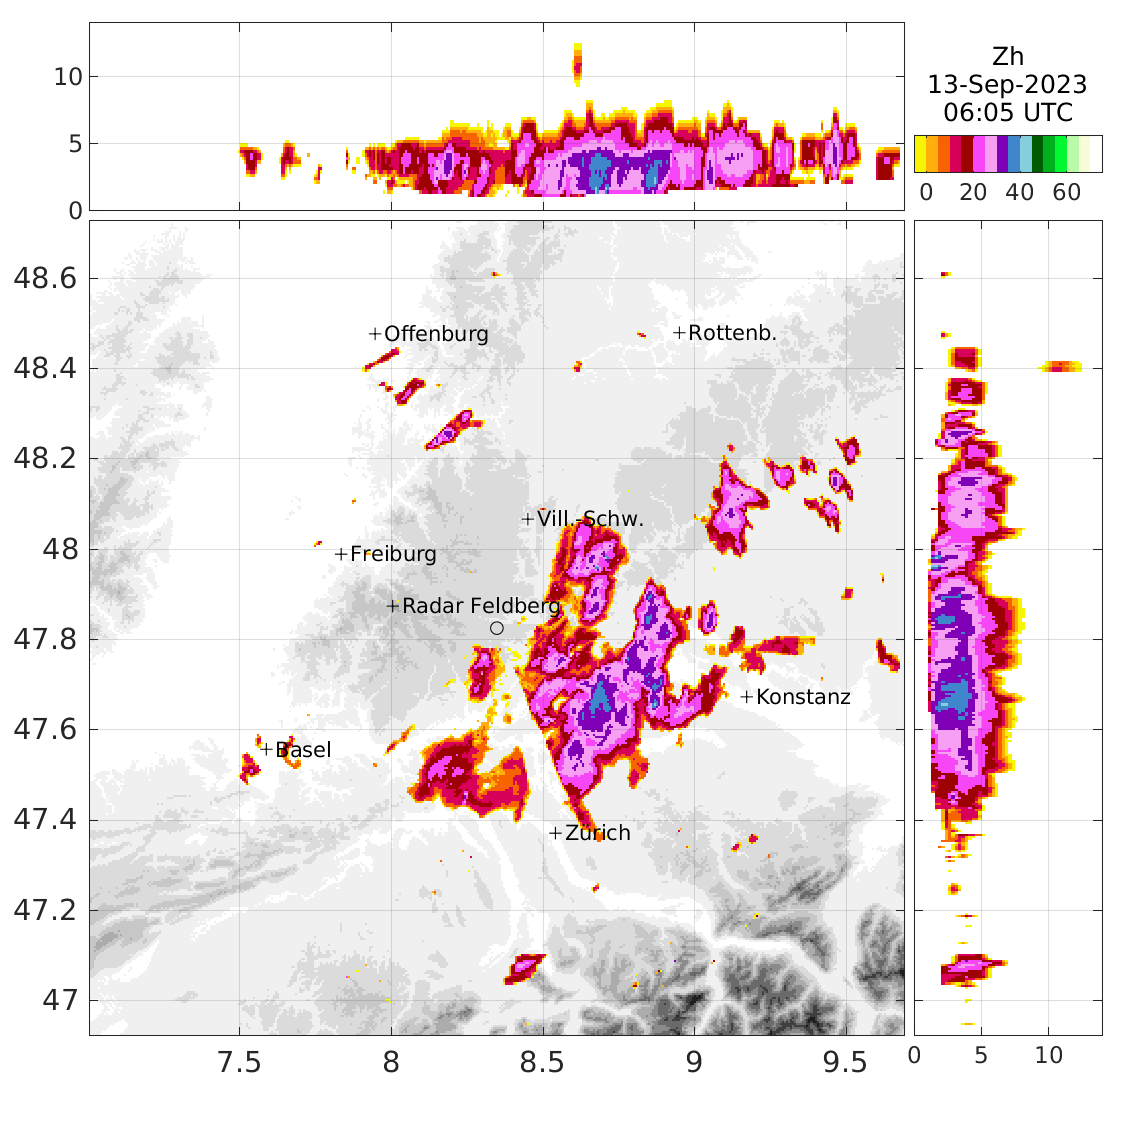 Zh
13-Sep-2023
06:05 UTC
10
5
0
0 20 40 60
48.6
48.4
48.2
48
47.8
47.6
47.4
47.2
47
+Offenburg
+Rottenb.
+Vill.-Schw.
+Freiburg
+Radar Feldberg
+Konstanz
+Basel
+Zurich
7.5 8 8.5 9 9.5
0 5 10